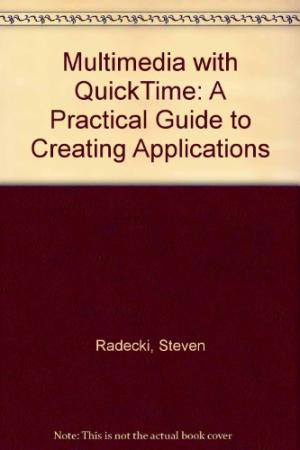 Multimedia with
QuickTime: A
Practical Guide to
Creating Applications
Radecki, Steven
Note: This is not the actual book cover